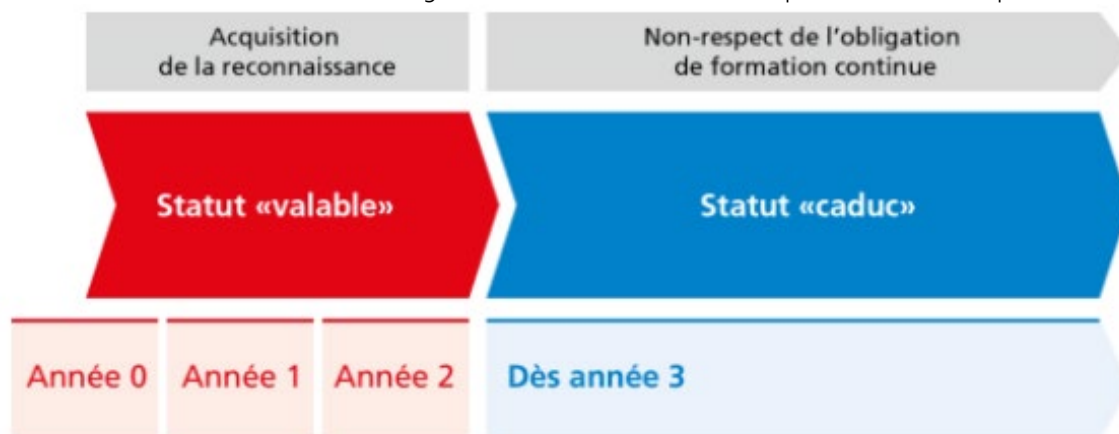 Acquisition
de la reconnaissance
Non-respect de l’obligation
de formation continue
Statut «valable»
Statut «caduc»
Année 0
Année 1
Année 2
Dès année 3